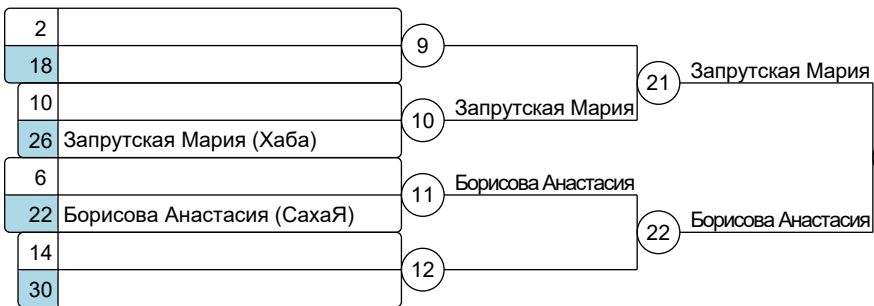 2
9
18
21 Запрутская Мария
10
10 Запрутская Мария
26 Запрутская Мария (Хаба)
6
11 Борисова Анастасия
22 Борисова Анастасия (СахаЯ)
22 Борисова Анастасия
14
12
30